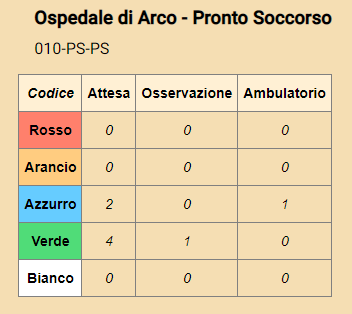 Ospedale di Arco - Pronto Soccorso
010-PS-PS
Codice Attesa Osservazione Ambulatorio
Rosso 0 0 0
Arancio 0 0 0
Azzurro 2 0 1
Verde 4 1 0
Bianco 0 0 0